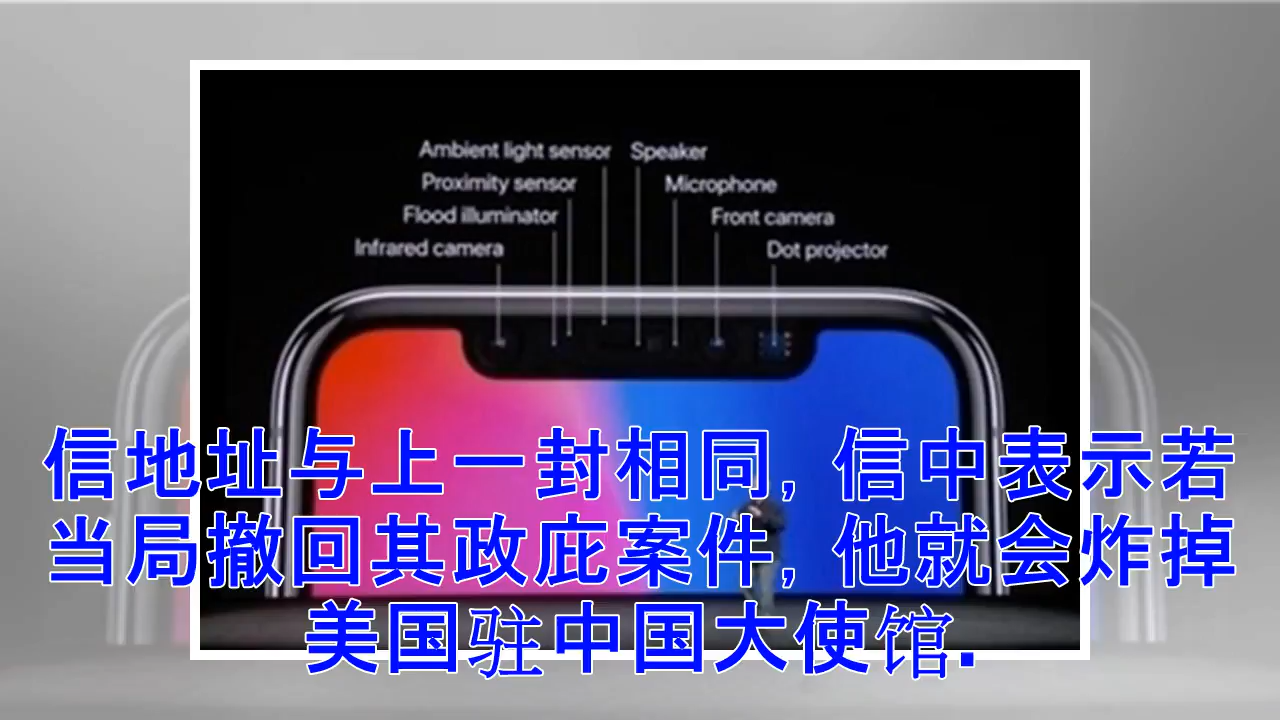 Ambient light sensor Speaker
Proximity sensor Microphone
Flood illuminator Front camera
Infrared camera Dot projector
信地址与上一封相同, 信中表示若
当局撤回其政庇案件, 他就会炸掉
美国驻中国大使馆.